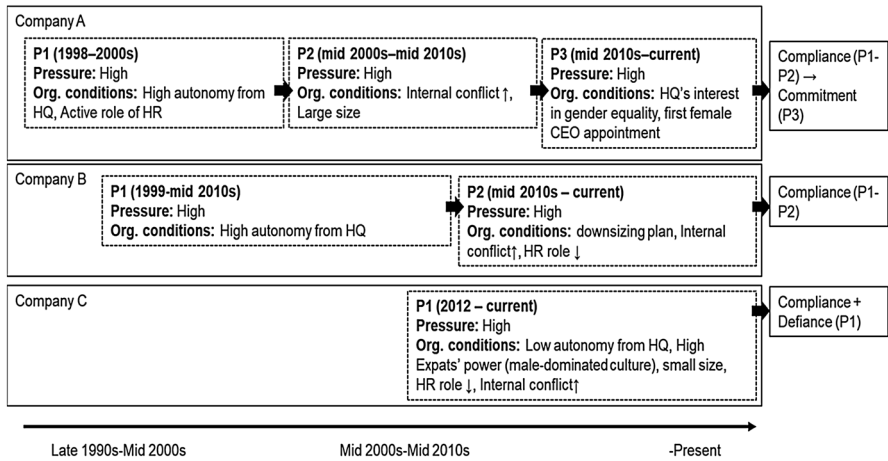 Company A
P1 (1998–2000s)
Pressure: High
Org. conditions: High autonomy from
HQ, Active role of HR
P2 (mid 2000s–mid 2010s)
Pressure: High
Org. conditions: Internal conflict ↑,
Large size
P3 (mid 2010s–current)
Pressure: High
Org. conditions: HQ's interest
in gender equality, first female
CEO appointment
Compliance (P1-
P2) →
Commitment
(P3)
Company B
P1 (1999-mid 2010s)
Pressure: High
Org. conditions: High autonomy from HQ
P2 (mid 2010s – current)
Pressure: High
Org. conditions: downsizing plan, Internal
conflict↑, HR role ↓
Compliance (P1-
P2)
Company C
P1 (2012 – current)
Pressure: High
Org. conditions: Low autonomy from HQ, High
Expats' power (male-dominated culture), small size,
HR role ↓, Internal conflict↑
Compliance +
Defiance (P1)
Late 1990s-Mid 2000s
Mid 2000s-Mid 2010s
-Present